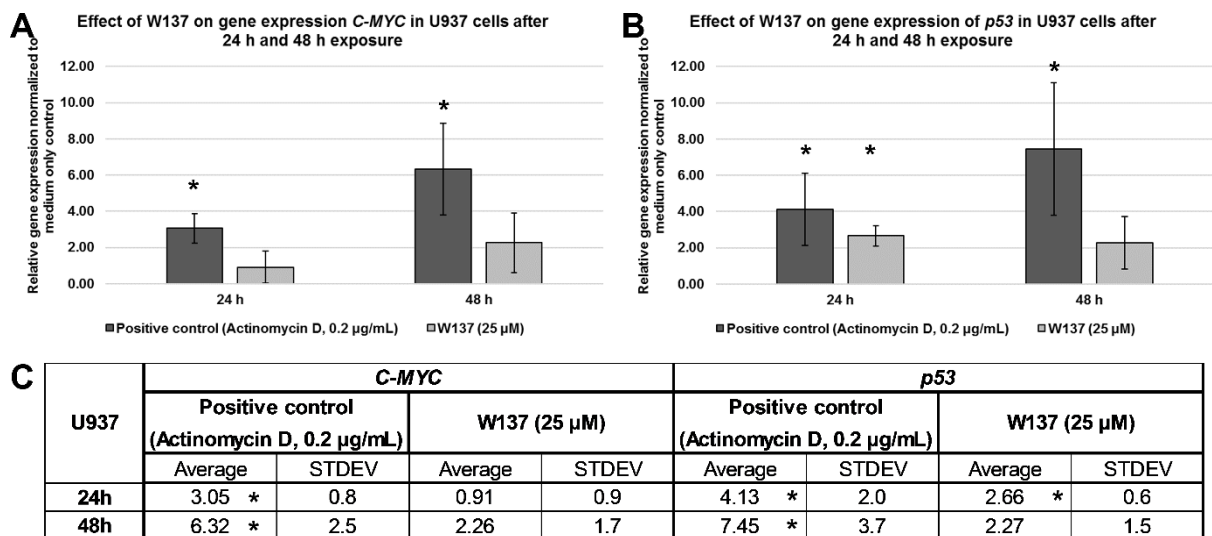 A
Effect of W137 on gene expression C-MYC in U937 cells after
24 h and 48 h exposure
Relative gene expression normalized to
medium only control
12.00
10.00
8.00
6.00
4.00
2.00
0.00
*
*
24 h
48 h
Positive control (Actinomycin D, 0.2 µg/mL)
W137 (25 µM)
B
Effect of W137 on gene expression of p53 in U937 cells after
24 h and 48 h exposure
Relative gene expression normalized to
medium only control
12.00
10.00
8.00
6.00
4.00
2.00
0.00
*
*
*
24 h
48 h
Positive control (Actinomycin D, 0.2 µg/mL)
W137 (25 µM)
C
U937 C-MYC p53
Positive control
(Actinomycin D, 0.2 µg/mL)
W137 (25 µM)
Positive control
(Actinomycin D, 0.2 µg/mL)
W137 (25 µM)
Average STDEV Average STDEV Average STDEV Average STDEV
24h 3.05 * 0.8 0.91 0.9 4.13 * 2.0 2.66 * 0.6
48h 6.32 * 2.5 2.26 1.7 7.45 * 3.7 2.27 1.5